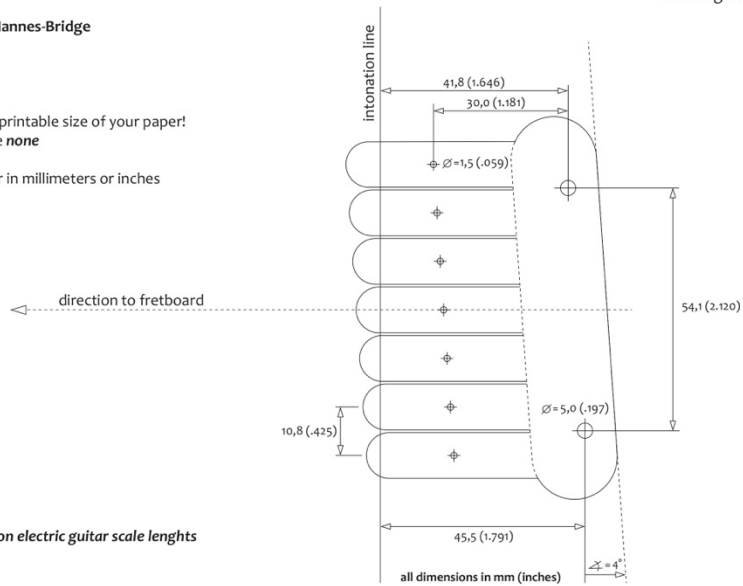 intonation line
41,8 (1.646)
30,0 (1.181)
printable size of your paper!
none
in millimeters or inches
Ø=1,5 (.059)
direction to fretboard
54,1 (2.120)
Ø=5,0 (.197)
10,8 (.425)
on electric guitar scale lenghts
45,5 (1.791)
∡=4°
all dimensions in mm (inches)